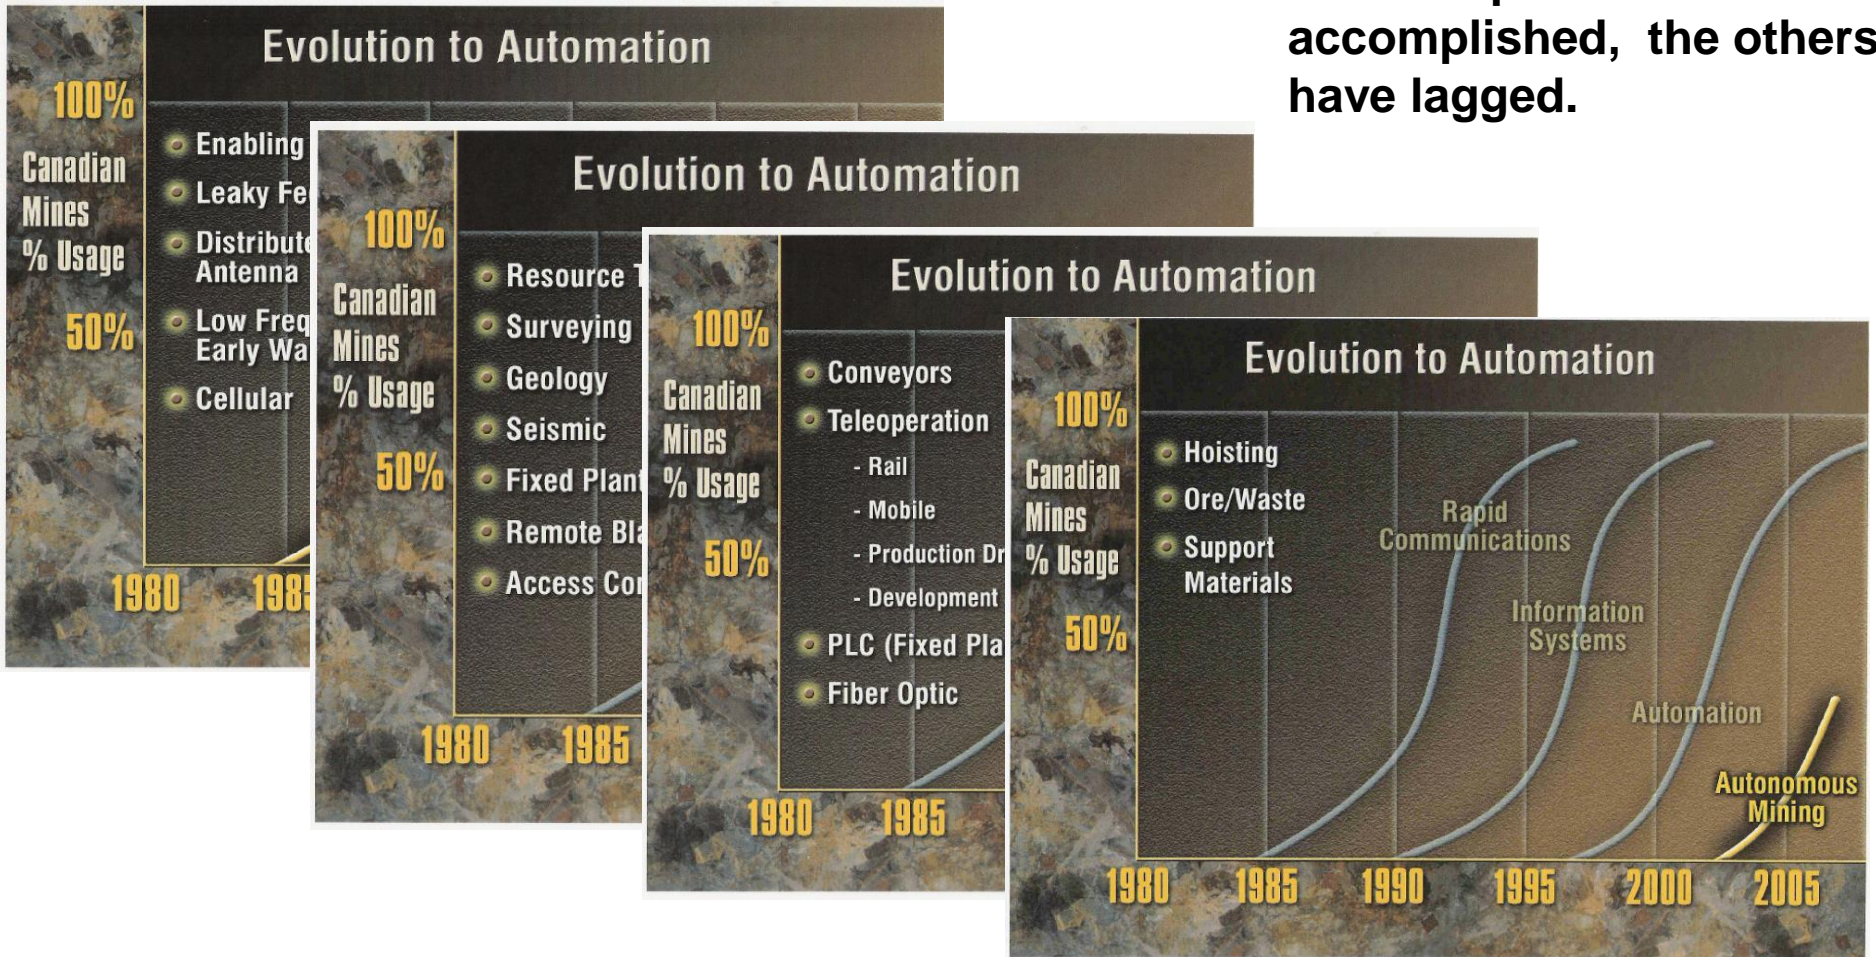 accomplished, the others
have lagged.
Evolution to Automation
100%
Canadian
Mines
% Usage
50%
Enabling
Leaky
Antenna
Low
Early
Cellular
1980
Evolution to Automation
100%
Canadian
Mines
% Usage
50%
Resource
Surveying
Geology
Seismic
Fixed Plant
Remote
Access
1980 1985
Evolution to Automation
100%
Canadian
Mines
% Usage
50%
Conveyors
Teleoperation
- Rail
- Mobile
- Production
- Development
PLC (Fixed
Fiber Optic
1980 1985
Evolution to Automation
100%
Canadian
Mines
% Usage
50%
Hoisting
Ore/Waste
Support
Materials
Rapid
Communications
Information
Systems
Automation
Autonomous
Mining
1980 1985 1990 1995 2000 2005